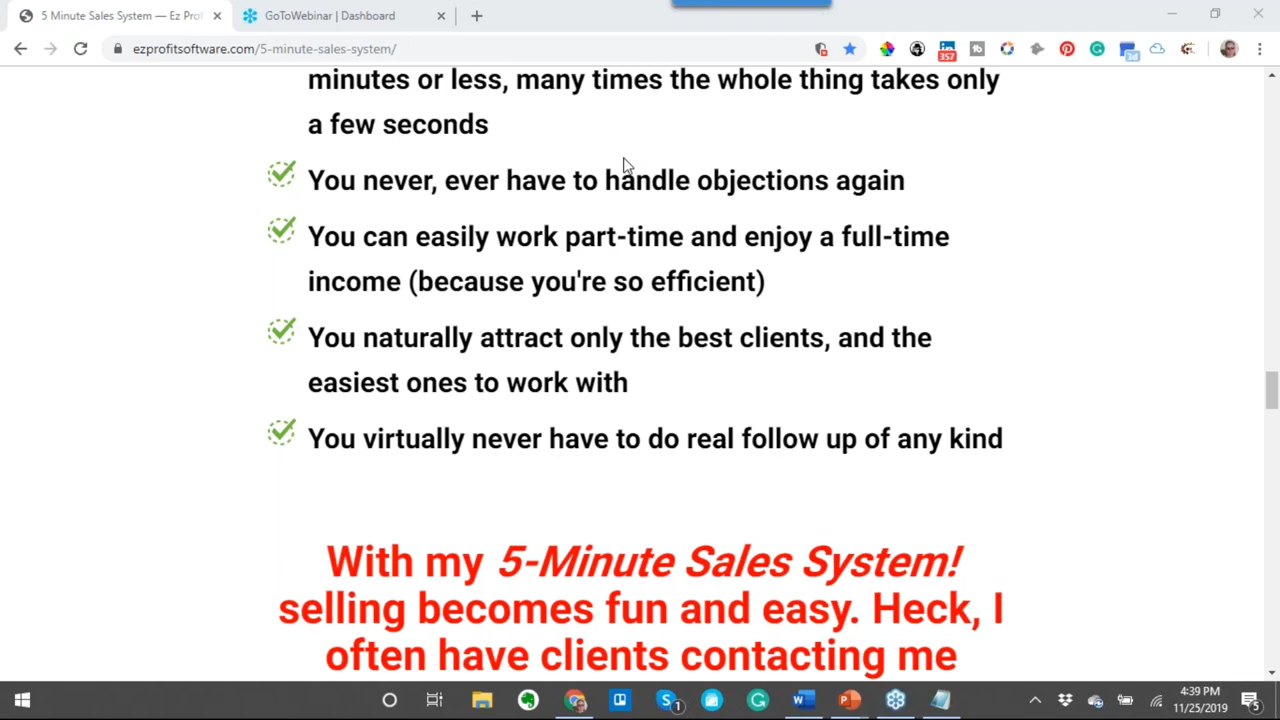 5 Minute Sales System — Ez Prof
GoToWebinar | Dashboard
ezprofitsoftware.com/5-minute-sales-system/
357
3d
minutes or less, many times the whole thing takes only
a few seconds
You never, ever have to handle objections again
You can easily work part-time and enjoy a full-time
income (because you're so efficient)
You naturally attract only the best clients, and the
easiest ones to work with
You virtually never have to do real follow up of any kind
With my 5-Minute Sales System!
selling becomes fun and easy. Heck, I
often have clients contacting me
4:39 PM
11/25/2019
1
5